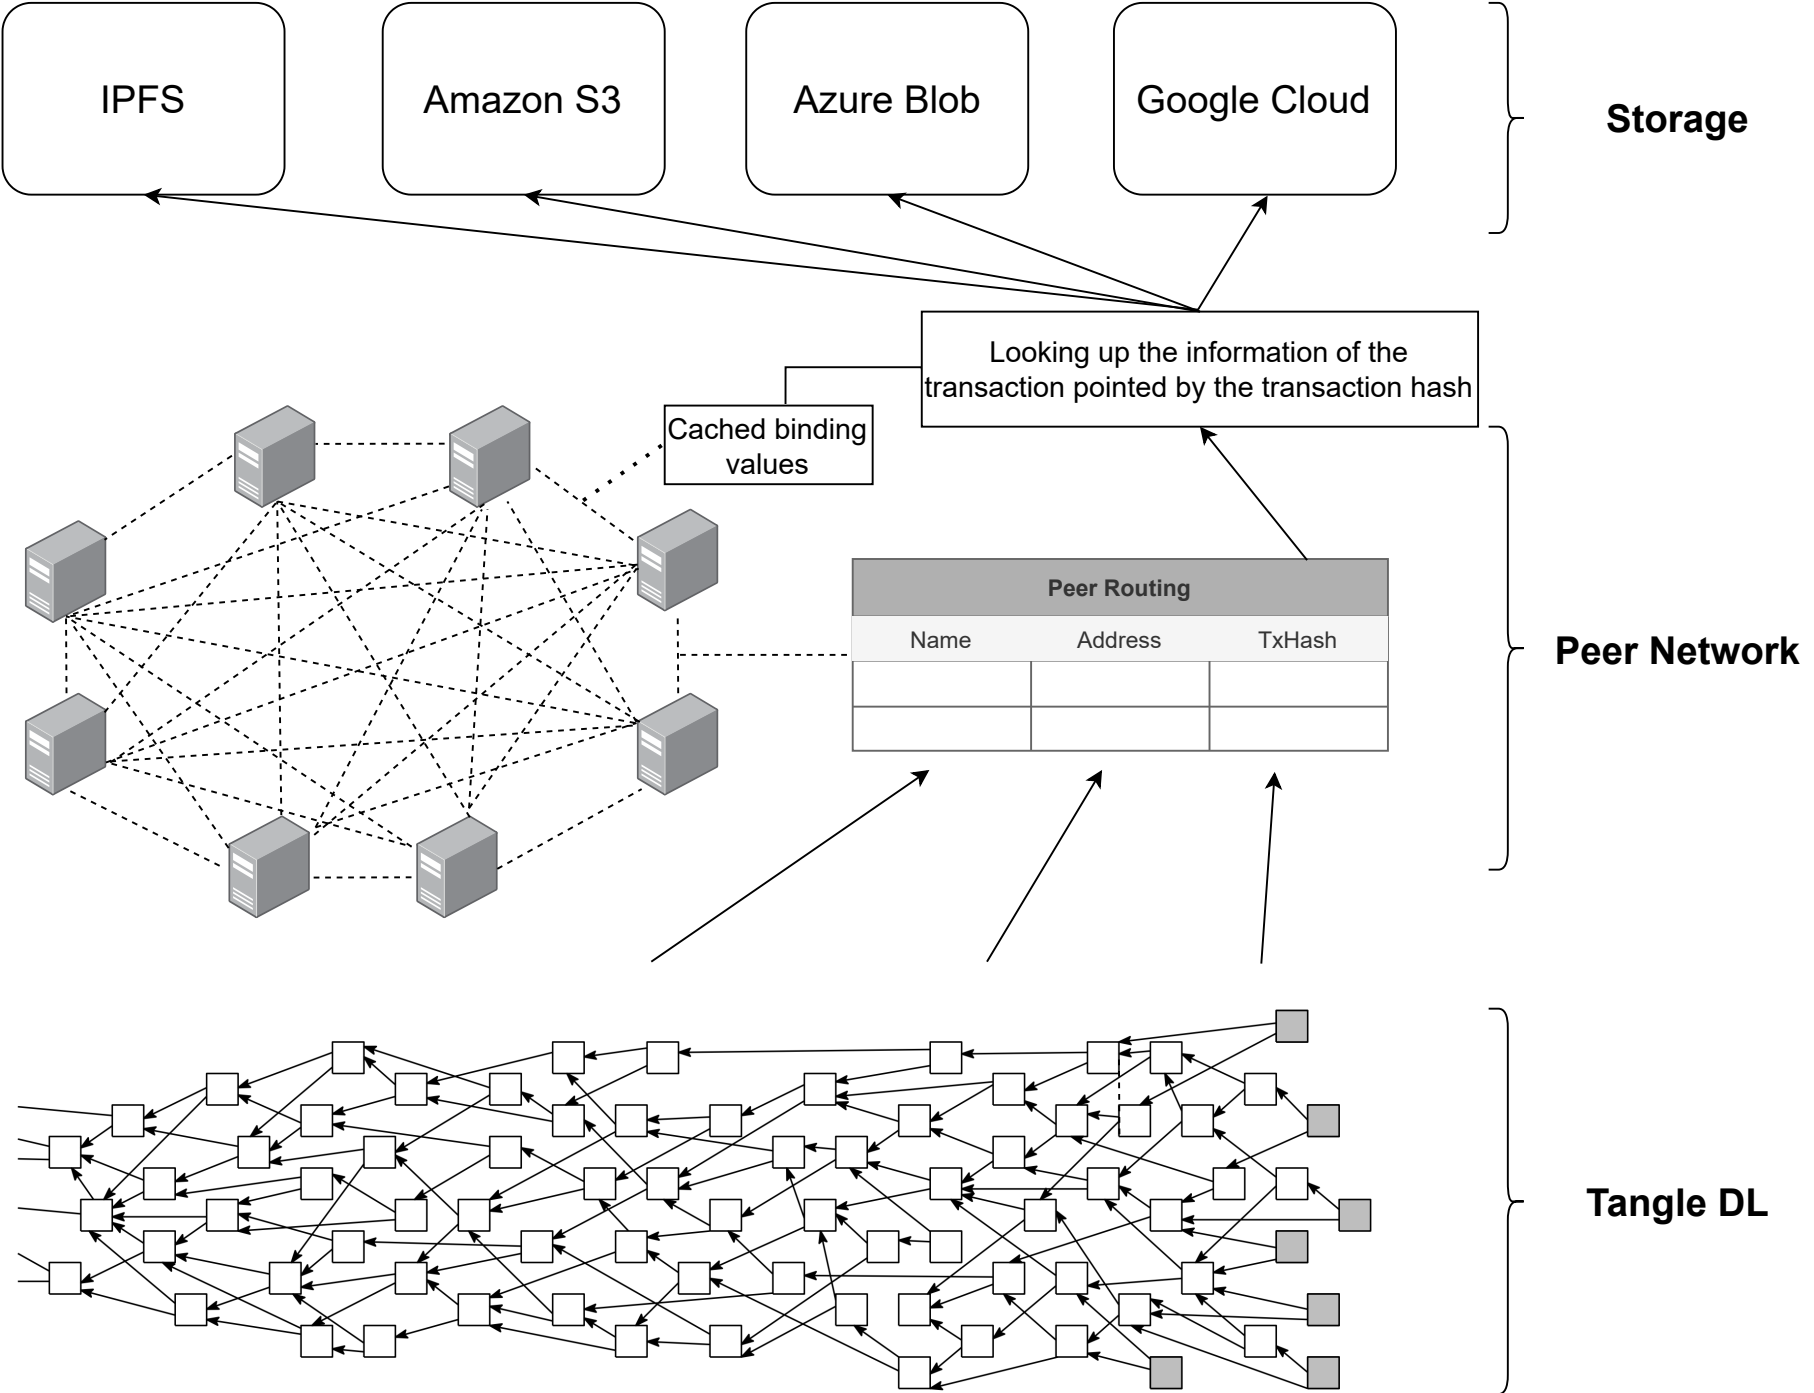 IPFS
Amazon S3
Azure Blob
Google Cloud
Storage
Looking up the information of the
transaction pointed by the transaction hash
Cached binding
values
Peer Routing
Name
Address
TxHash
Peer Network
Tangle DL